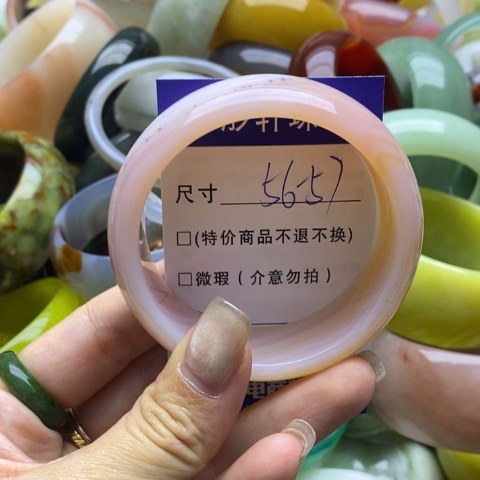 尺寸 56-57
□(特价商品不退不换)
□微瑕(介意勿拍)